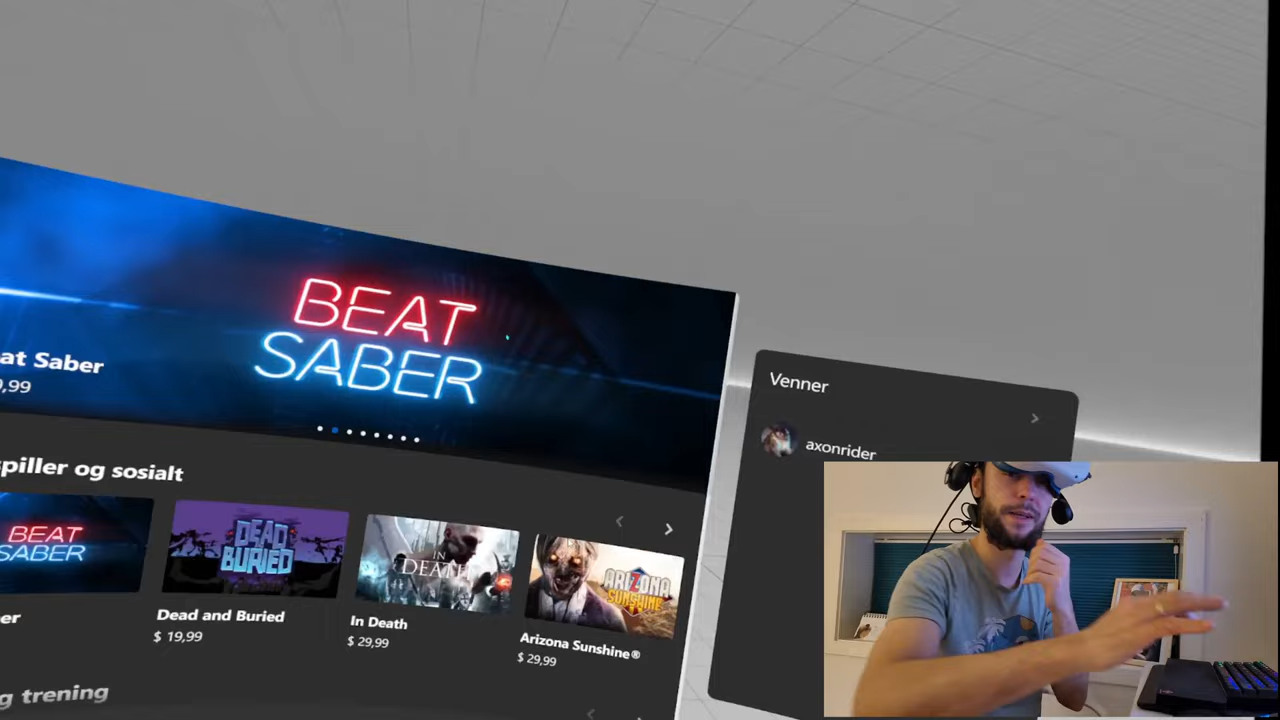 BEAT
SABER
at Saber
9,99
Venner
axonrider
spiller og sosialt
BEAT
SABER
DEAD
BURIED
IN
DEATH
ARIZONA
SUNSHINE
er
Dead and Buried
$ 19,99
In Death
$ 29,99
Arizona Sunshine®
$ 29,99
g trening